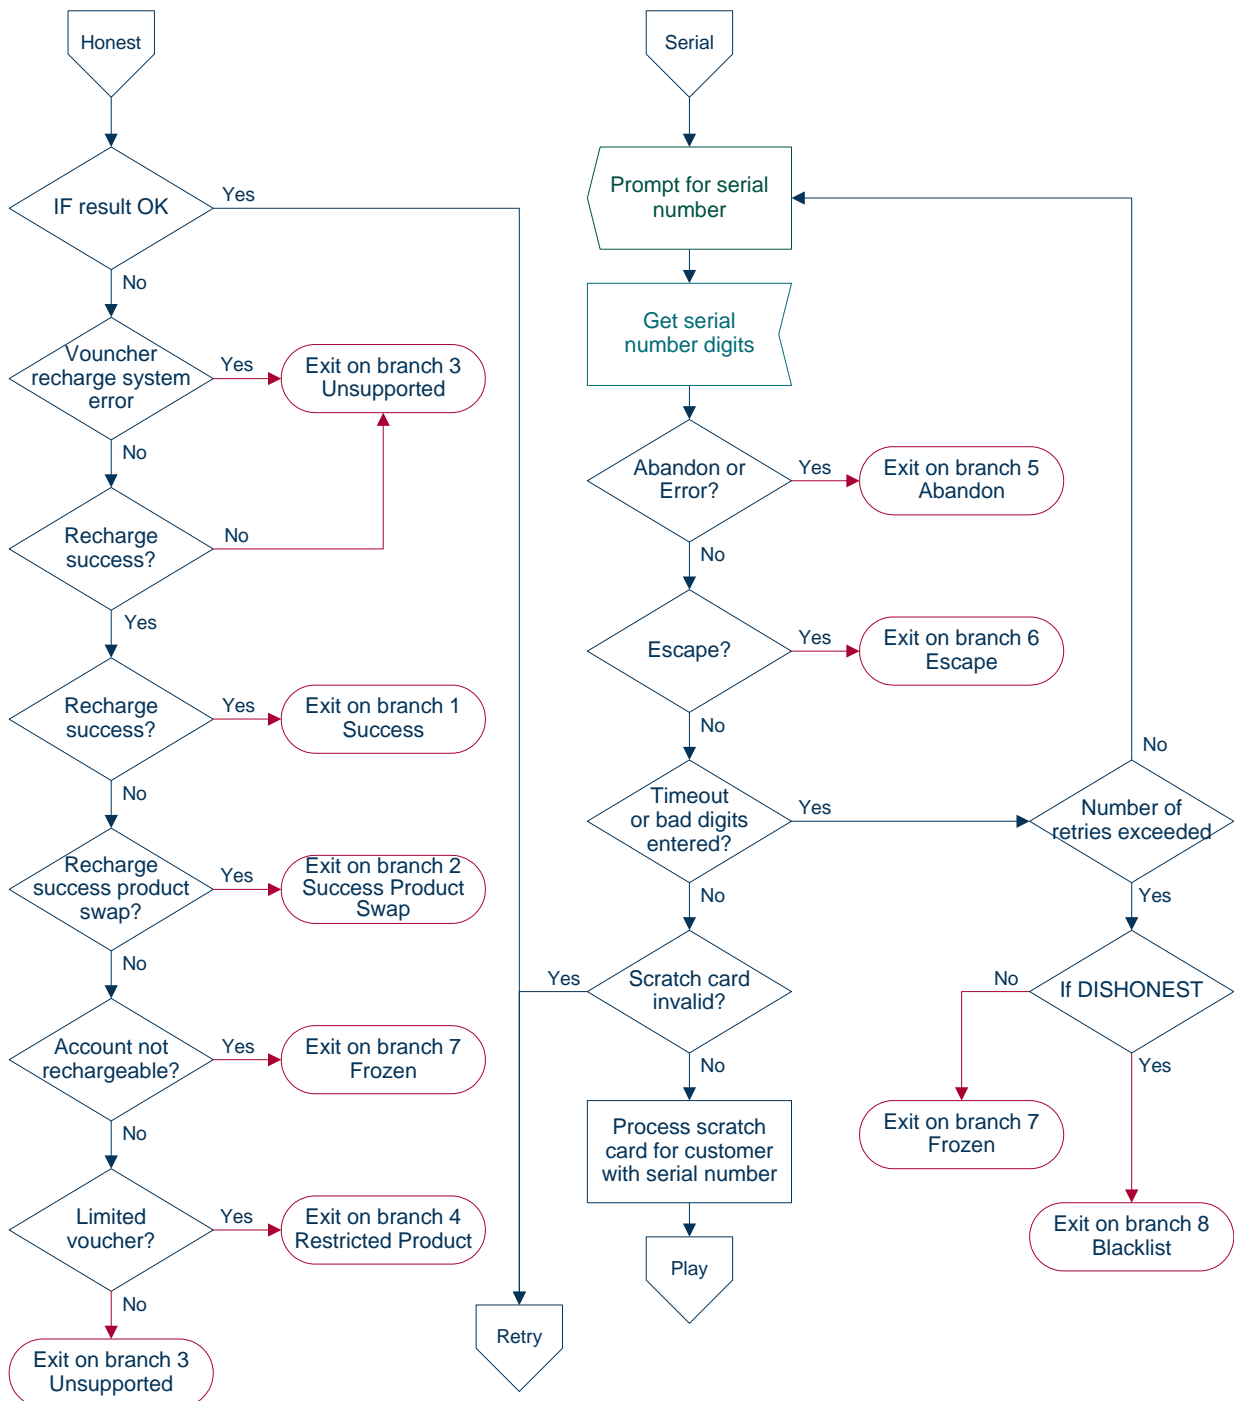 Honest
IF result OK
Yes
No
Vouncher
recharge system
error
Yes
Exit on branch 3
Unsupported
No
Recharge
success?
No
Yes
Recharge
success?
Yes
Exit on branch 1
Success
No
Recharge
success product
swap?
Yes
Exit on branch 2
Success Product
Swap
No
Account not
rechargeable?
Yes
Exit on branch 7
Frozen
No
Limited
voucher?
Yes
Exit on branch 4
Restricted Product
No
Exit on branch 3
Unsupported
Retry
Serial
Prompt for serial
number
Get serial
number digits
Abandon or
Error?
Yes
Exit on branch 5
Abandon
No
Escape?
Yes
Exit on branch 6
Escape
No
Timeout
or bad digits
entered?
Yes
No
Number of
retries exceeded
No
Yes
Scratch card
invalid?
Yes
No
If DISHONEST
No
Yes
Process scratch
card for customer
with serial number
Exit on branch 7
Frozen
Exit on branch 8
Blacklist
Play